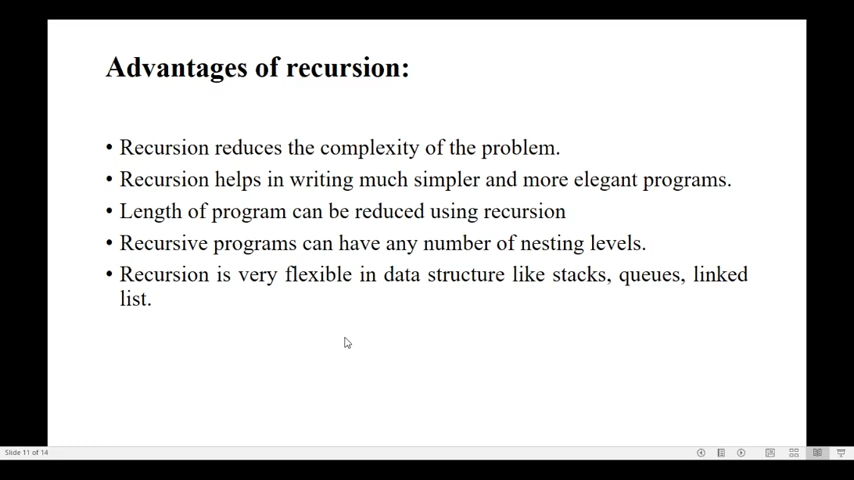 Advantages of recursion:
• Recursion reduces the complexity of the problem.
• Recursion helps in writing much simpler and more elegant programs.
• Length of program can be reduced using recursion
• Recursive programs can have any number of nesting levels.
• Recursion is very flexible in data structure like stacks, queues, linked
list.
Slide 11 of 14